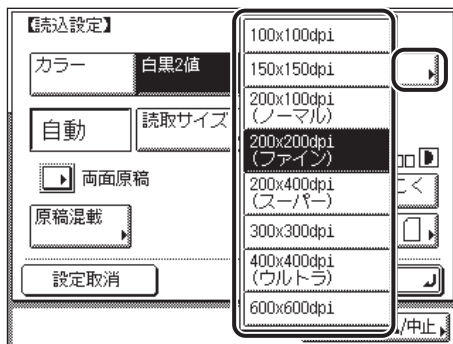 【読込設定】
カラー
白黒2値
自動
読取サイズ
両面原稿
原稿混載
設定取消
100x100dpi
150x150dpi
200x100dpi
(ノーマル)
200x200dpi
(ファイン)
200x400dpi
(スーパー)
300x300dpi
400x400dpi
(ウルトラ)
600x600dpi
く
/中止